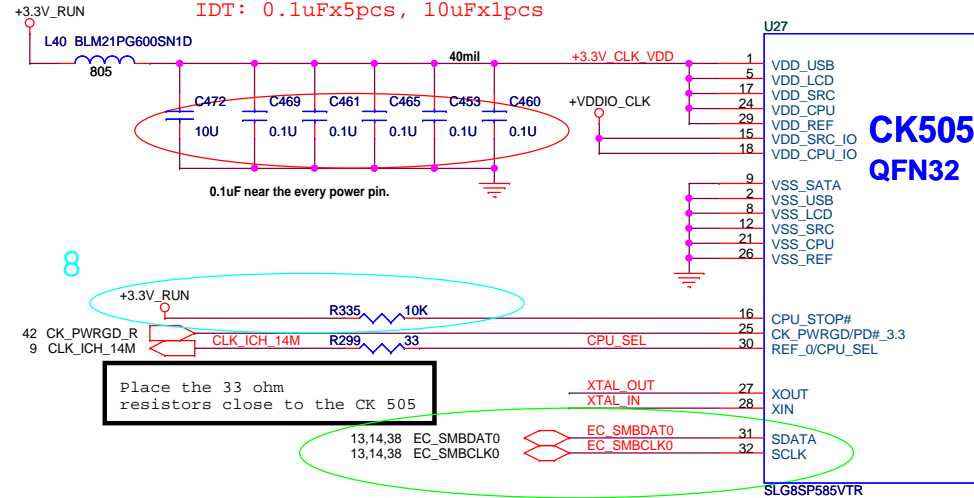 IDT: 0.1uFx5pcs, 10uFx1pcs
+3.3V_RUN
U27
L40 BLM21PG600SN1D
805
40mil
+3.3V_CLK_VDD
1 VDD_USB
5 VDD_LCD
17 VDD_SRC
24 VDD_CPU
29 VDD_REF
15 VDD_SRC_IO
18 VDD_CPU_IO
CK505
QFN32
+VDDIO_CLK
C472 C469 C461 C465 C453 C460
10U 0.1U 0.1U 0.1U 0.1U 0.1U
0.1uF near the every power pin.
9 VSS_SATA
2 VSS_USB
8 VSS_LCD
12 VSS_SRC
21 VSS_CPU
26 VSS_REF
8
+3.3V_RUN
R335 10K
16 CPU_STOP#
42 CK_PWRGD_R
25 CK_PWRGD/PD#_3.3
9 CLK_ICH_14M
CLK_ICH_14M
R299 33
CPU_SEL
30 REF_0/CPU_SEL
Place the 33 ohm
resistors close to the CK 505
XTAL_OUT 27 XOUT
XTAL_IN 28 XIN
13,14,38 EC_SMBDAT0 EC_SMBDAT0 31 SDATA
13,14,38 EC_SMBCLK0 EC_SMBCLK0 32 SCLK
SLG8SP585VTR